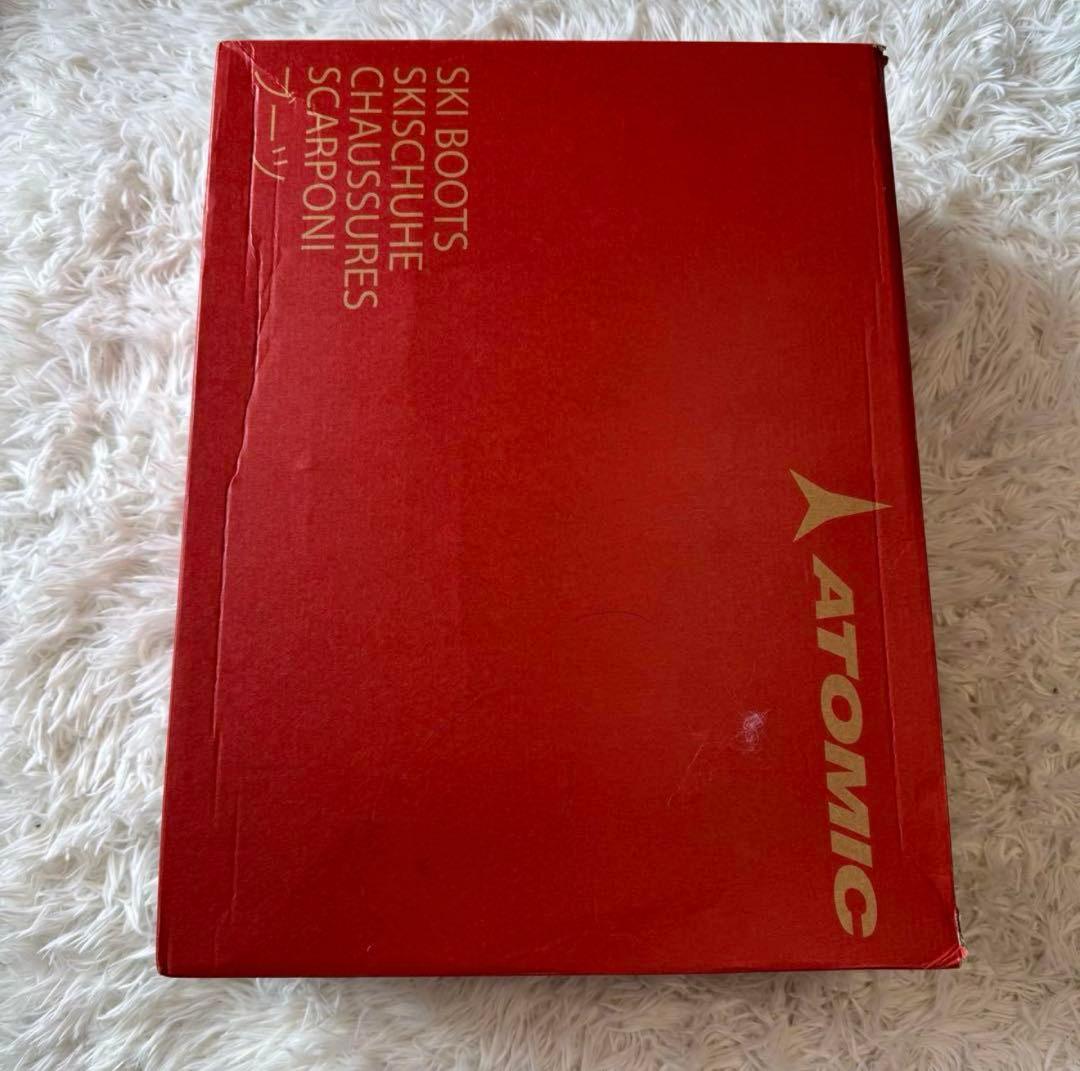 SKI BOOTS
SKISCHUHE
CHAUSSURES
SCARPONI
ブーツ
ATOMIC